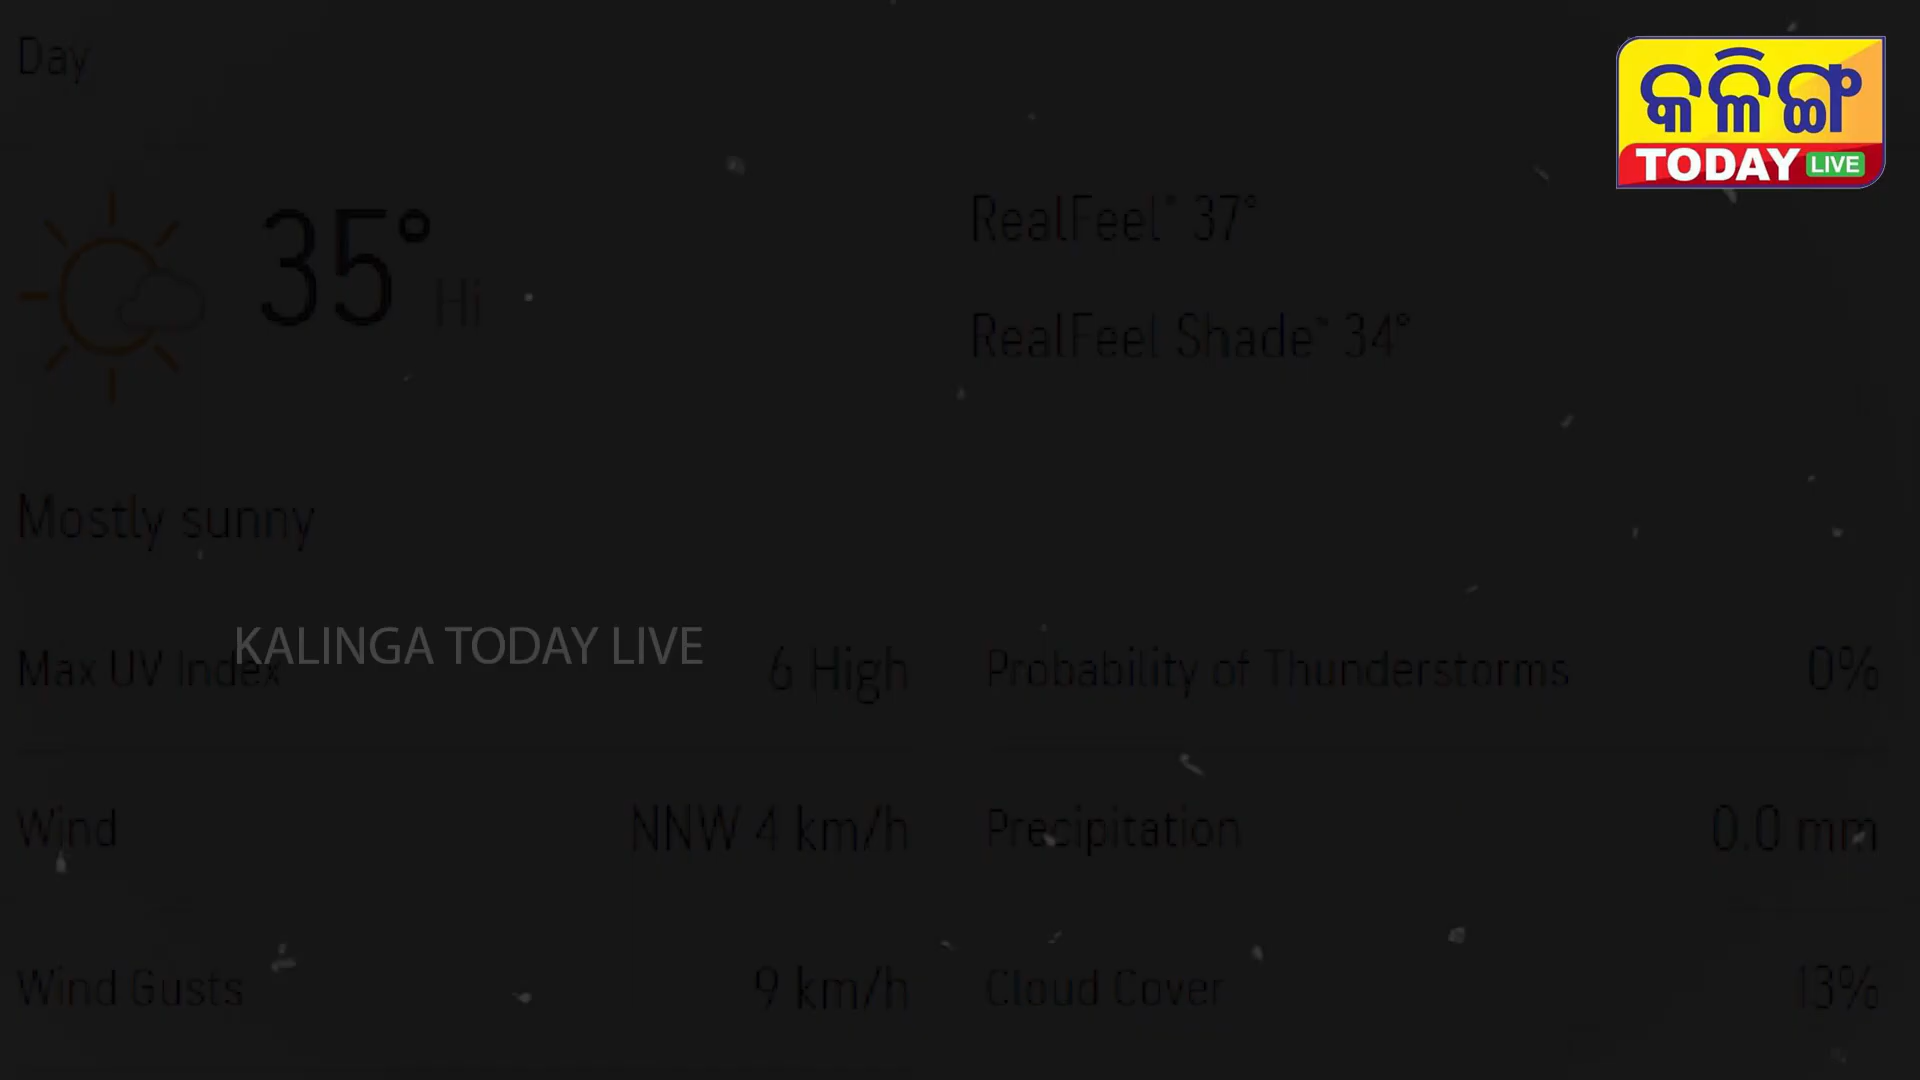 Day
କଳିଙ୍ଗ
TODAY LIVE
35° Hi
RealFeel® 37°
RealFeel Shade™ 34°
Mostly sunny
KALINGA TODAY LIVE
Max UV Index 6 High
Probability of Thunderstorms 0%
Wind NNW 4 km/h
Precipitation 0.0 mm
Wind Gusts 9 km/h
Cloud Cover 13%